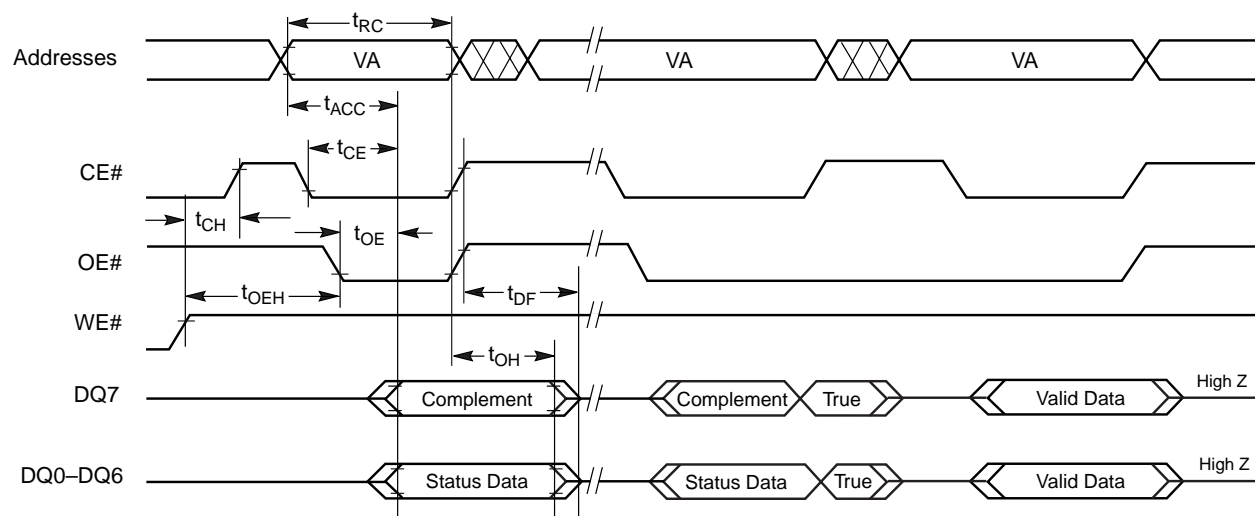 tRC
Addresses VA VA VA
tACC
tCE
CE#
tCH tOE
OE#
tOEH tDF
WE#
tOH
DQ7 Complement Complement True Valid Data High Z
DQ0–DQ6 Status Data Status Data True Valid Data High Z